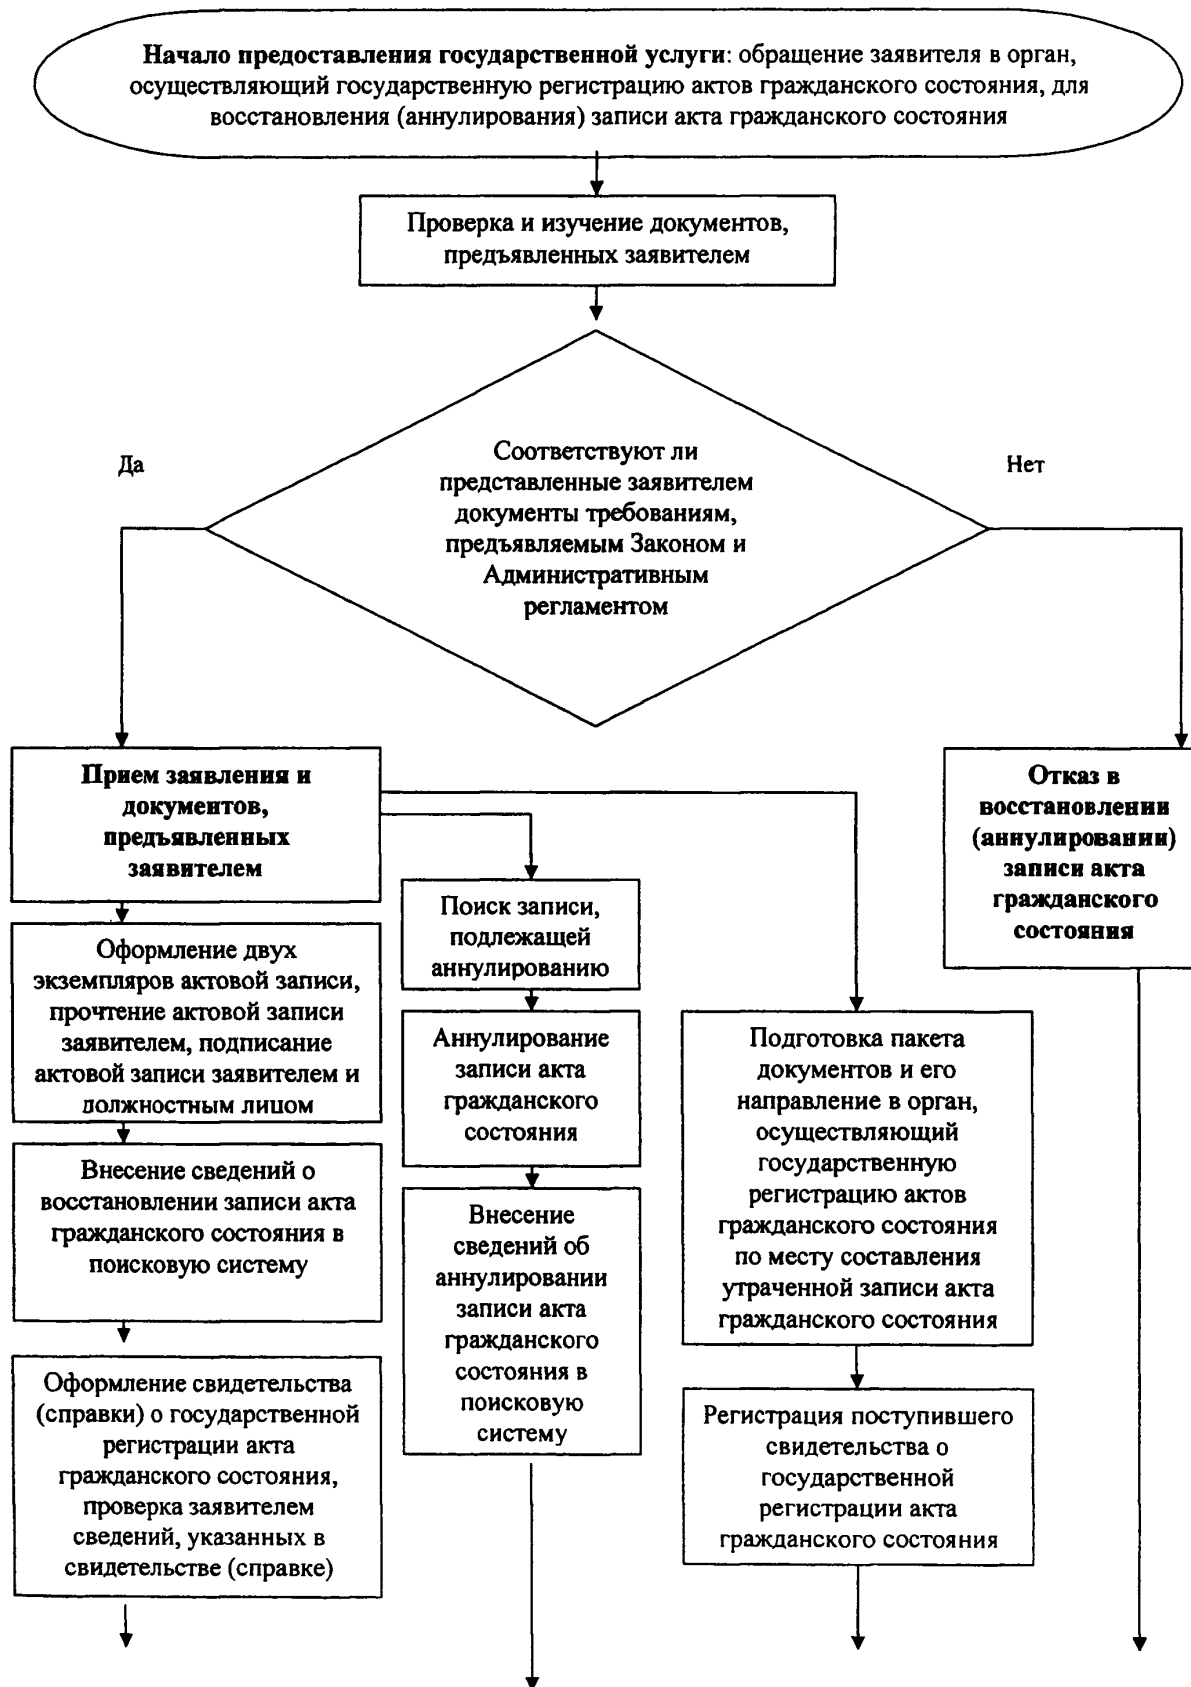 Начало предоставления государственной услуги: обращение заявителя в орган,
осуществляющий государственную регистрацию актов гражданского состояния, для
восстановления (аннулирования) записи акта гражданского состояния
Проверка и изучение документов,
предъявленных заявителем
Да
Соответствуют ли
представленные заявителем
документы требованиям,
предъявляемым Законом и
Административным
регламентом
Нет
Прием заявления и
документов,
предъявленных
заявителем
Оформление двух
экземпляров актовой записи,
прочтение актовой записи
заявителем, подписание
актовой записи заявителем и
должностным лицом
Внесение сведений о
восстановлении записи акта
гражданского состояния в
поисковую систему
Оформление свидетельства
(справки) о государственной
регистрации акта
гражданского состояния,
проверка заявителем
сведений, указанных в
свидетельстве (справке)
Поиск записи,
подлежащей
аннулированию
Аннулирование
записи акта
гражданского
состояния
Внесение
сведений об
аннулировании
записи акта
гражданского
состояния в
поисковую
систему
Подготовка пакета
документов и его
направление в орган,
осуществляющий
государственную
регистрацию актов
гражданского состояния
по месту составления
утраченной записи акта
гражданского состояния
Регистрация поступившего
свидетельства о
государственной
регистрации акта
гражданского состояния
Отказ в
восстановлении
(аннулировании)
записи акта
гражданского
состояния